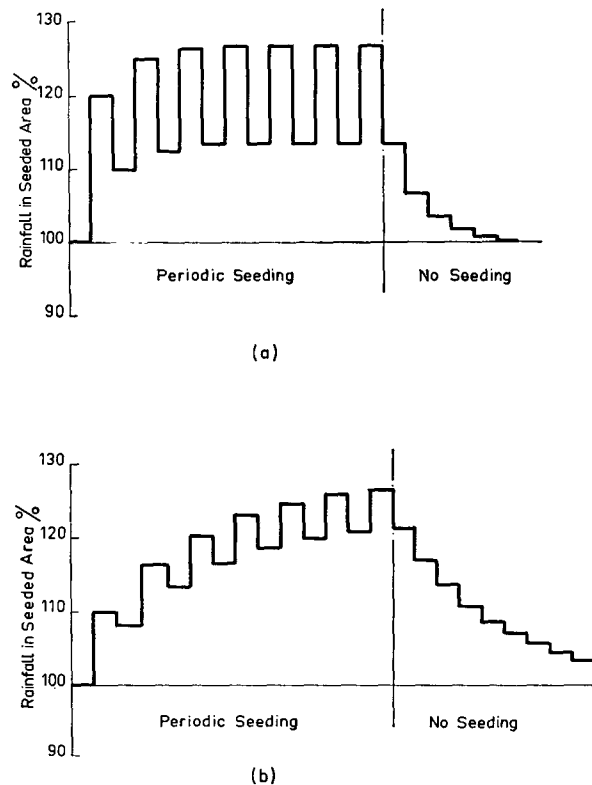 130
120
110
100
90
Rainfall in Seeded Area %
Periodic Seeding
No Seeding
(a)
130
120
110
100
90
Rainfall in Seeded Area %
Periodic Seeding
No Seeding
(b)